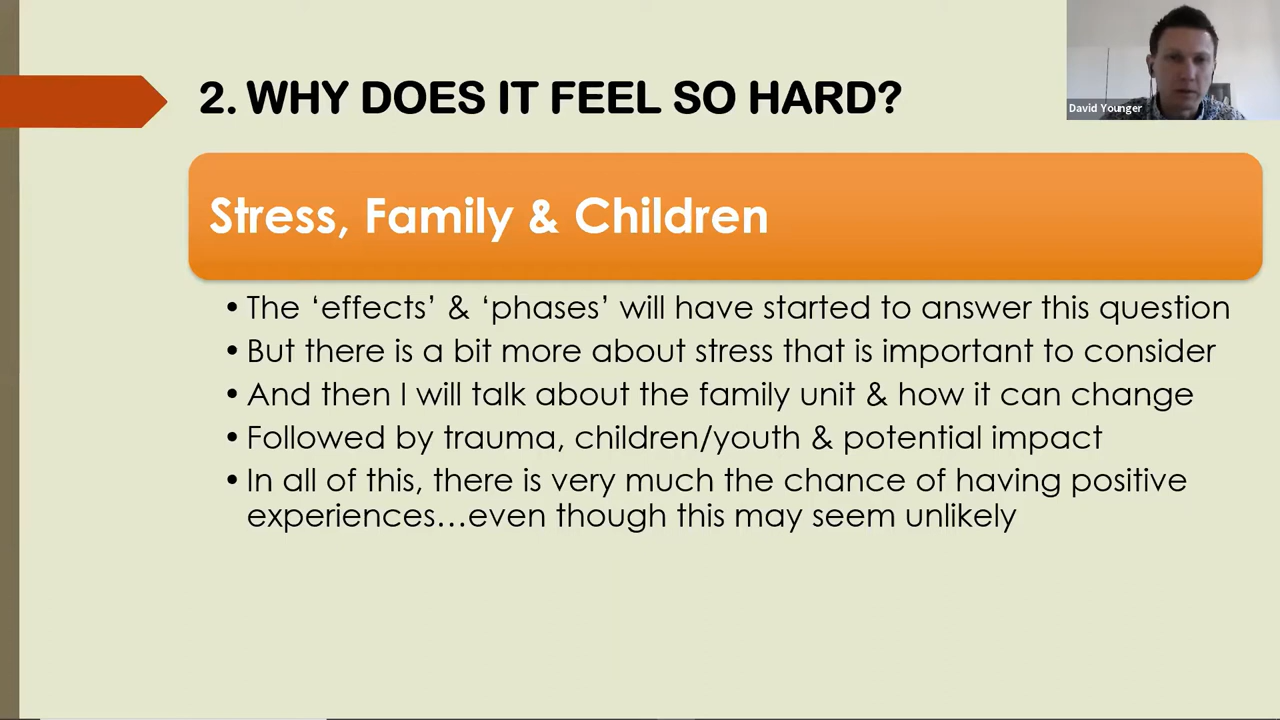 2. WHY DOES IT FEEL SO HARD?
David Younger
Stress, Family & Children
• The ‘effects’ & ‘phases’ will have started to answer this question
• But there is a bit more about stress that is important to consider
• And then I will talk about the family unit & how it can change
• Followed by trauma, children/youth & potential impact
• In all of this, there is very much the chance of having positive
experiences…even though this may seem unlikely